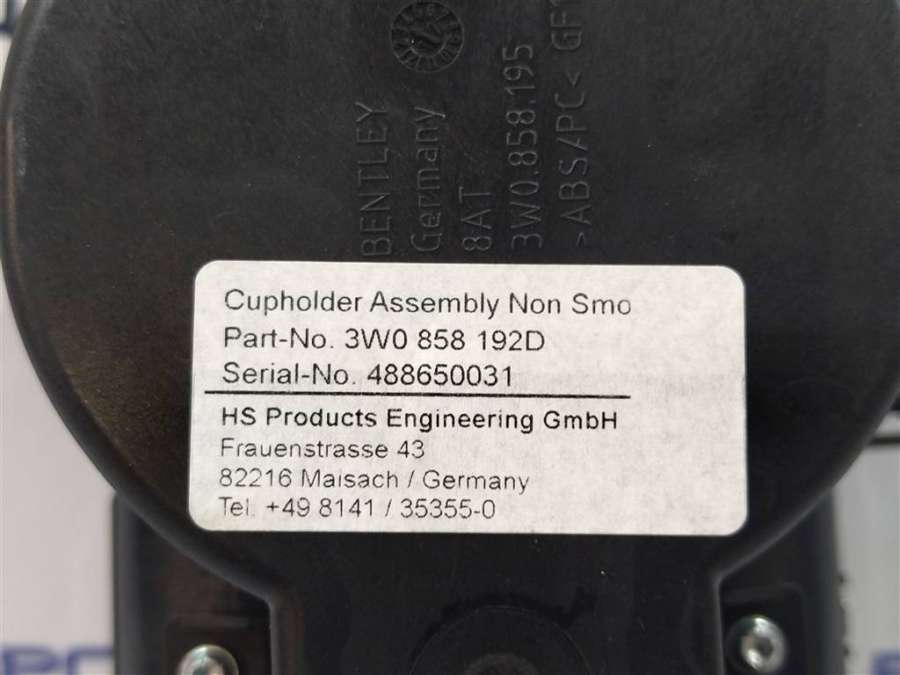 BENTLEY
Germany
8AT
3W0.858.195
>ABS/PC< GF
Cupholder Assembly Non Smo
Part-No. 3W0 858 192D
Serial-No. 488650031
HS Products Engineering GmbH
Frauenstrasse 43
82216 Maisach / Germany
Tel. +49 8141 / 35355-0